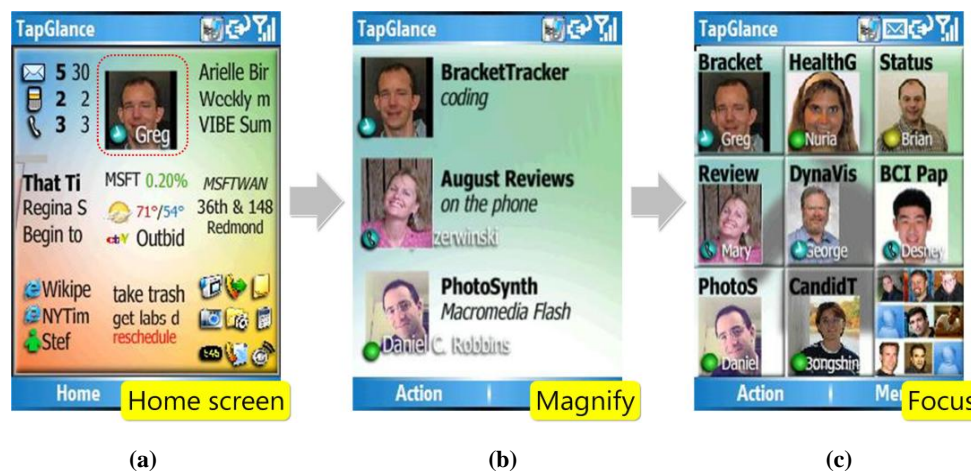 TapGlance
5 30
2 2
3 3
Greg
Arielle Bir
Weekly m
VIBE Sum
That Ti
Regina S
Begin to
MSFT 0.20%
71°/54°
ebY Outbid
MSFTWAN
36th & 148
Redmond
Wikipe
NYTim
Stef
take trash
get labs d
reschedule
Home
Home screen
(a)
TapGlance
BracketTracker
coding
August Reviews
on the phone
zerwinski
PhotoSynth
Macromedia Flash
Daniel C. Robbins
Action
Magnify
(b)
TapGlance
Bracket HealthG Status
Greg Nuria Brian
Review DynaVis BCI Pap
Mary George Desney
PhotoS CandidT
Daniel Bongshin
Action Me
Focus
(c)